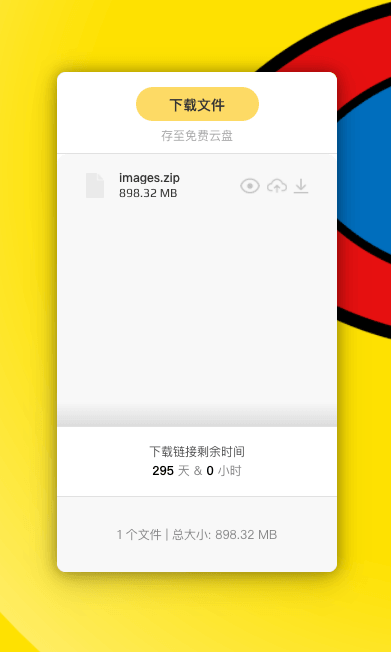 下载文件
存至免费云盘
images.zip
898.32 MB
下载链接剩余时间
295 天 & 0 小时
1 个文件 | 总大小: 898.32 MB